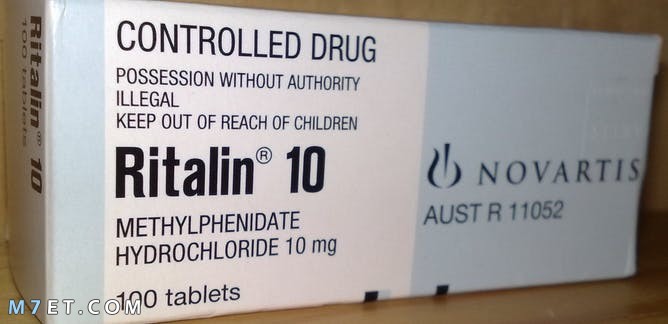 Ritalin® 10
100 tablets
CONTROLLED DRUG
POSSESSION WITHOUT AUTHORITY
ILLEGAL
KEEP OUT OF REACH OF CHILDREN
Ritalin® 10
METHYLPHENIDATE
HYDROCHLORIDE 10 mg
100 tablets
NOVARTIS
AUST R 11052
M7ET.COM